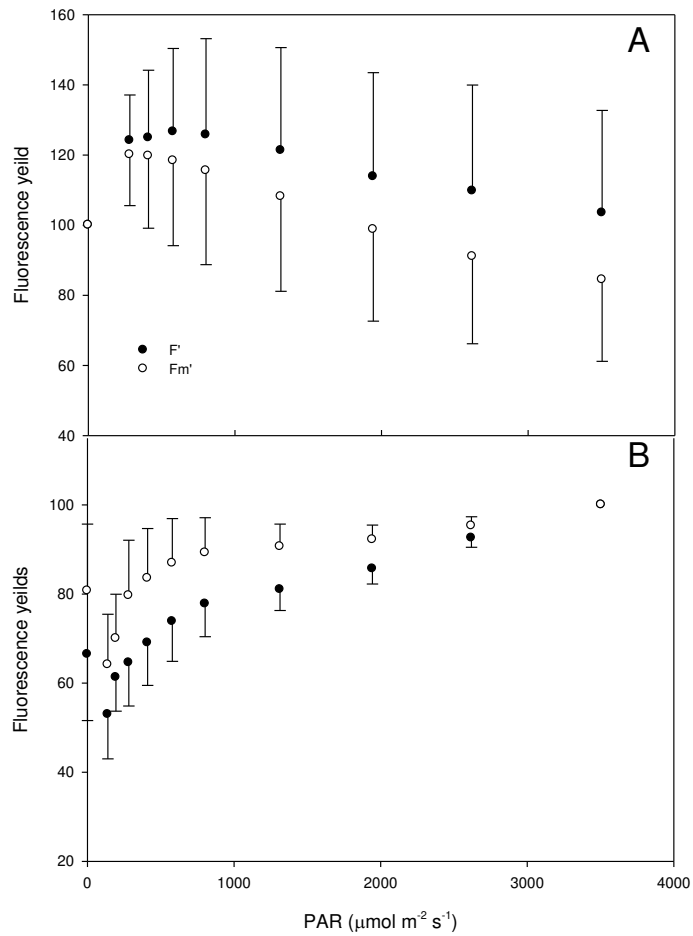 160
A
140
120
100
80
60
40
Fluorescence yeild
F'
Fm'
B
100
80
60
40
20
Fluorescence yeilds
0
1000
2000
3000
4000
PAR (μmol m-2 s-1)